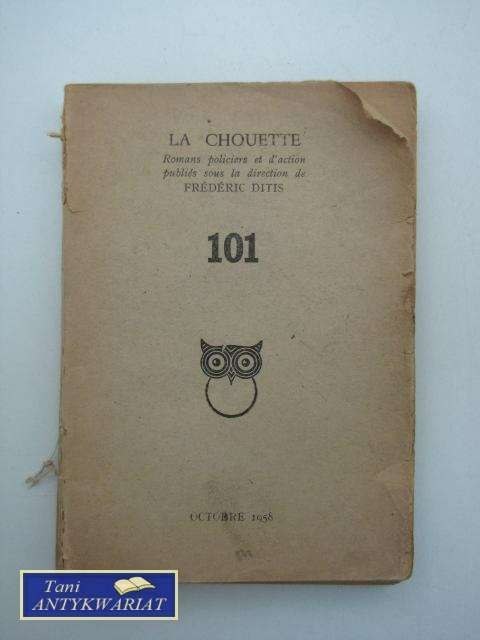 LA CHOUETTE
Romans policiers et d'action
publiés sous la direction de
FRÉDÉRIC DITIS
101
OCTOBRE 1958
Tani
ANTYKWARIAT